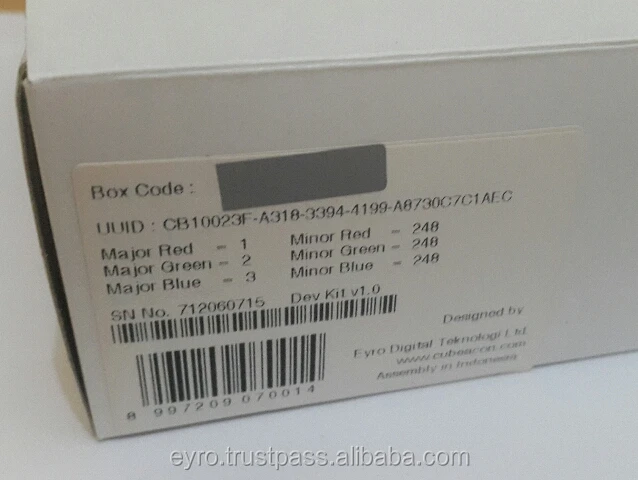 Box Code :
UUID : CB10023F-A318-3394-4199-A8730C7C1AEC
Major Red = 1 Minor Red = 248
Major Green = 2 Minor Green = 248
Major Blue = 3 Minor Blue = 248
SN No. 712060715 Dev Kit v1.0
Designed by
Eyro Digital Teknologi Ltd
www.cubeacon.com
Assembly in Indonesia
8 997209 070014
eyro.trustpass.alibaba.com